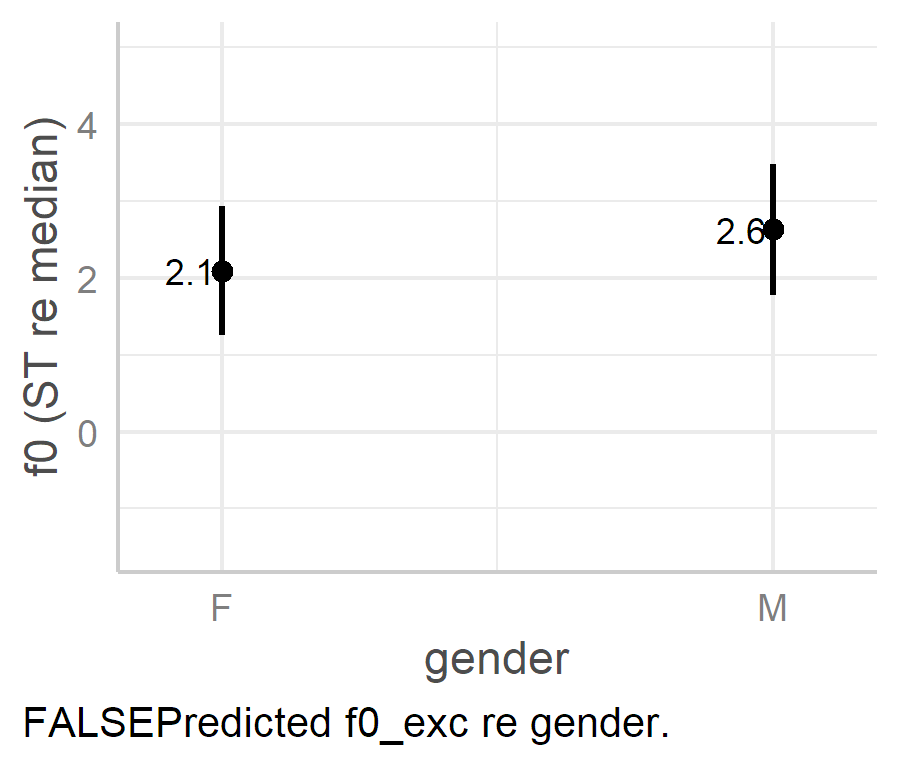 f0 (ST re median)
4
2
0
2.1
2.6
F
M
gender
FALSEPredicted f0_exc re gender.